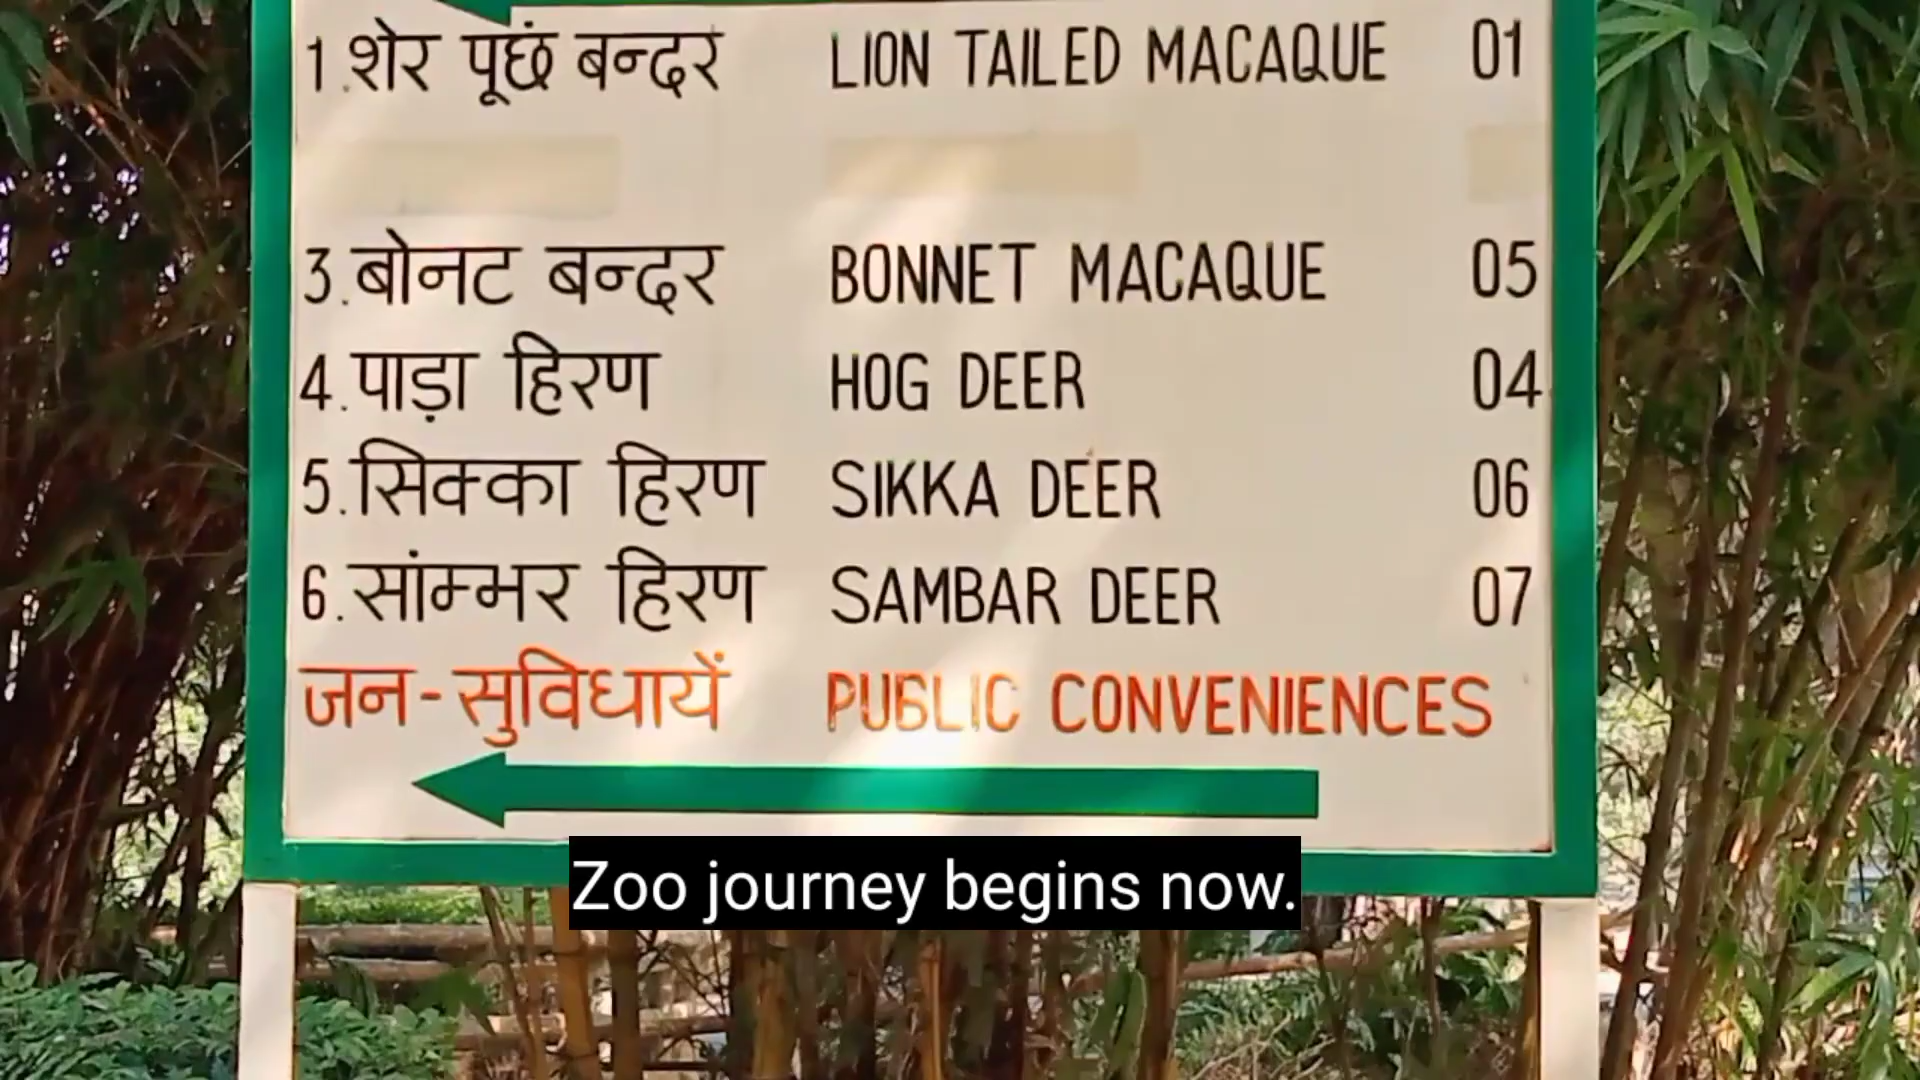 1.शेर पूछं बन्दर LION TAILED MACAQUE 01
3.बोनट बन्दर BONNET MACAQUE 05
4.पाड़ा हिरण HOG DEER 04
5.सिक्का हिरण SIKKA DEER 06
6.सांम्भर हिरण SAMBAR DEER 07
जन-सुविधायें PUBLIC CONVENIENCES
Zoo journey begins now.